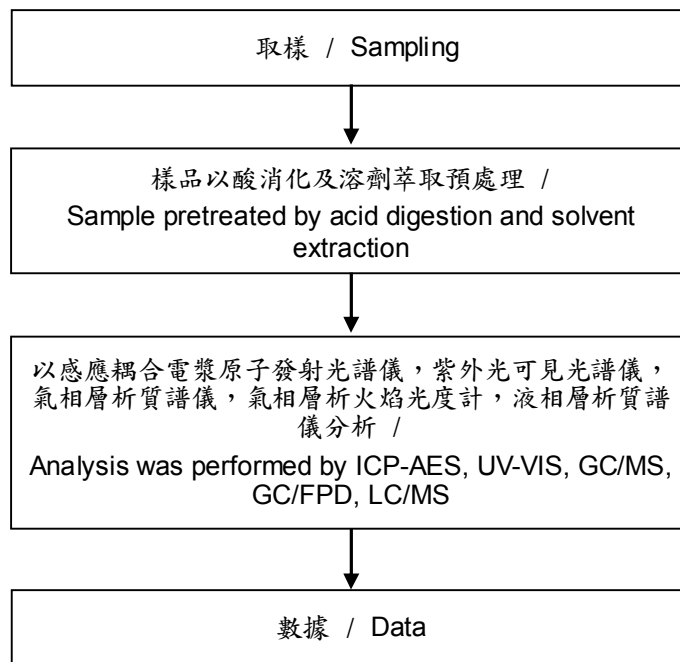 取樣 / Sampling
樣品以酸消化及溶劑萃取預處理 /
Sample pretreated by acid digestion and solvent
extraction
以感應耦合電漿原子發射光譜儀，紫外光可見光譜儀，
氣相層析質譜儀，氣相層析火焰光度計，液相層析質譜
儀分析 /
Analysis was performed by ICP-AES, UV-VIS, GC/MS,
GC/FPD, LC/MS
數據 / Data